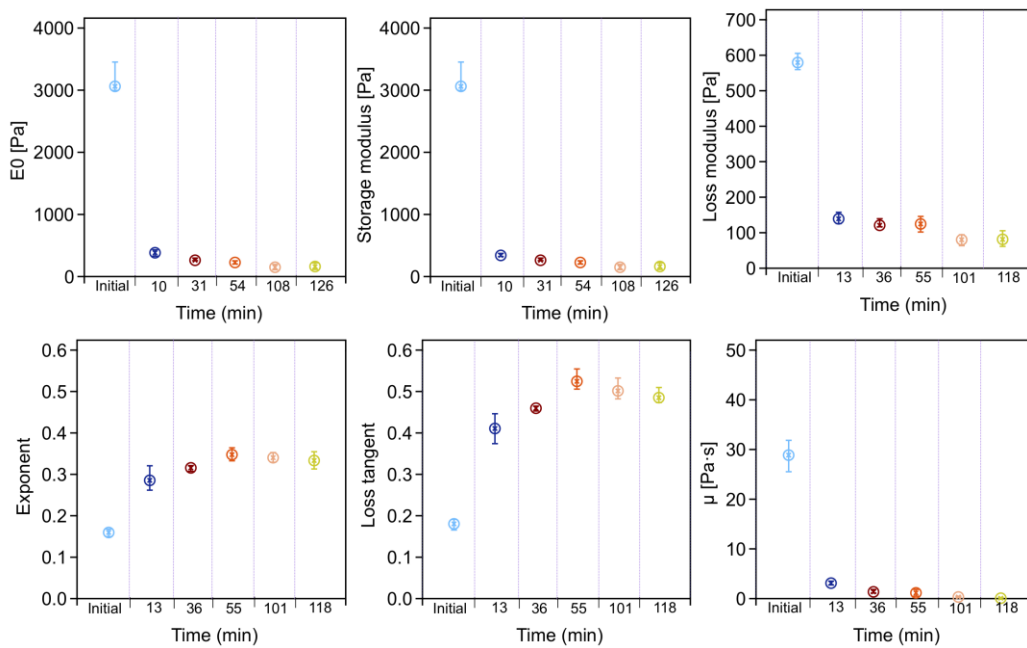 E0 [Pa]
4000
3000
2000
1000
0
Initial 10 31 54 108 126
Time (min)
Storage modulus [Pa]
4000
3000
2000
1000
0
Initial 10 31 54 108 126
Time (min)
Loss modulus [Pa]
700
600
500
400
300
200
100
0
Initial 13 36 55 101 118
Time (min)
Exponent
0.6
0.5
0.4
0.3
0.2
0.1
0.0
Initial 13 36 55 101 118
Time (min)
Loss tangent
0.6
0.5
0.4
0.3
0.2
0.1
0.0
Initial 13 36 55 101 118
Time (min)
µ [Pa·s]
50
40
30
20
10
0
Initial 13 36 55 101 118
Time (min)